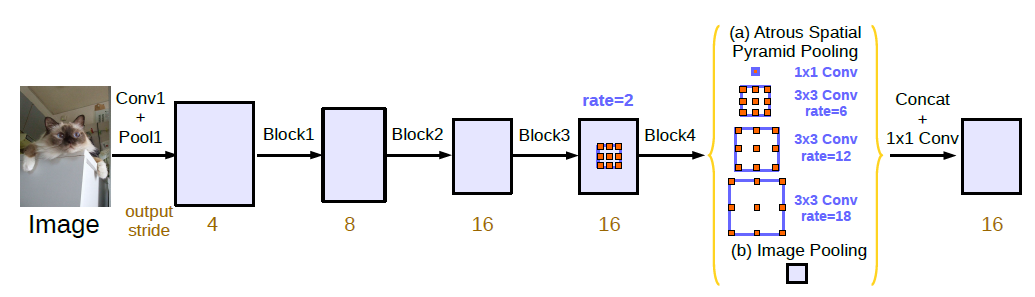 (a) Atrous Spatial
Pyramid Pooling
1x1 Conv
3x3 Conv
rate=6
3x3 Conv
rate=12
3x3 Conv
rate=18
(b) Image Pooling
rate=2
Conv1
+
Pool1
Block1
Block2
Block3
Block4
Concat
+
1x1 Conv
Image
output
stride
4
8
16
16
16